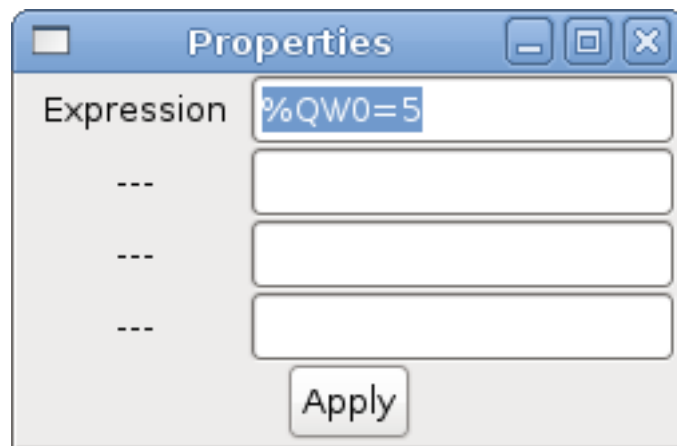 Properties
Expression %QW0=5
---
---
---
Apply